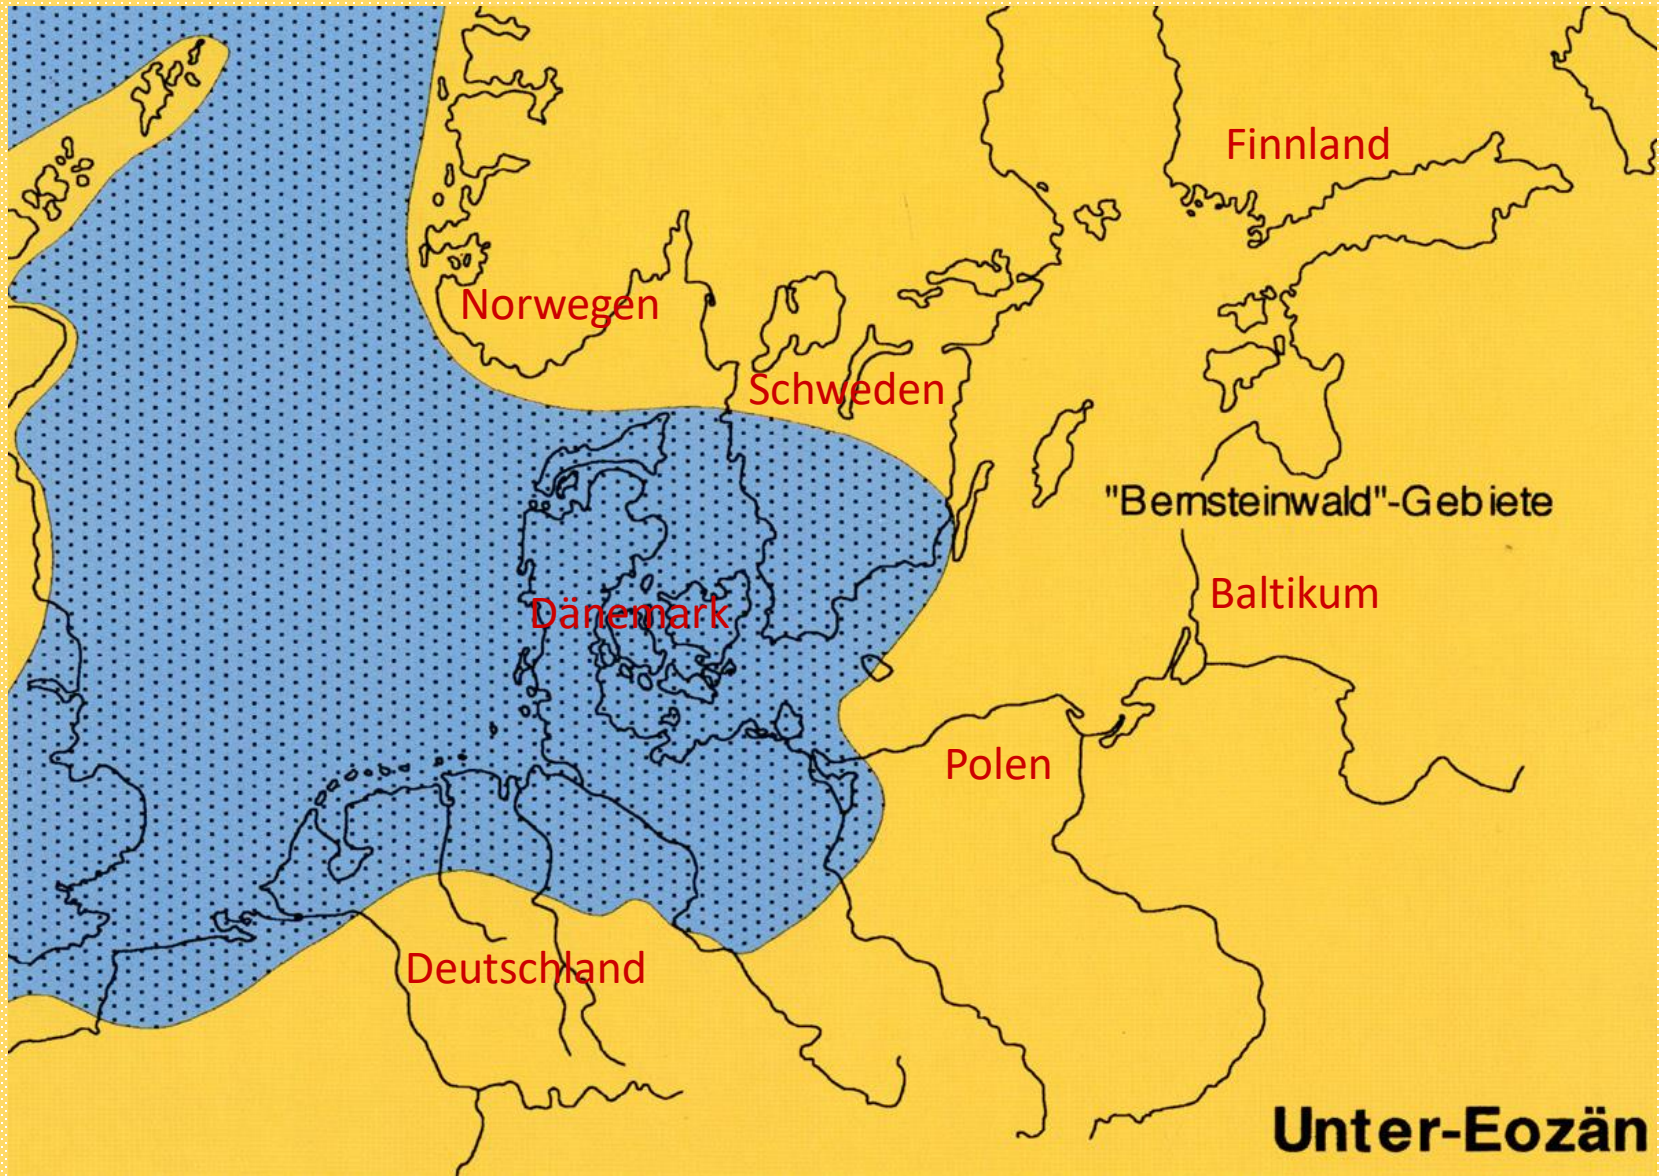 Finnland
Norwegen
Schweden
"Bernsteinwald"-Gebiete
Baltikum
Dänemark
Polen
Deutschland
Unter-Eozän